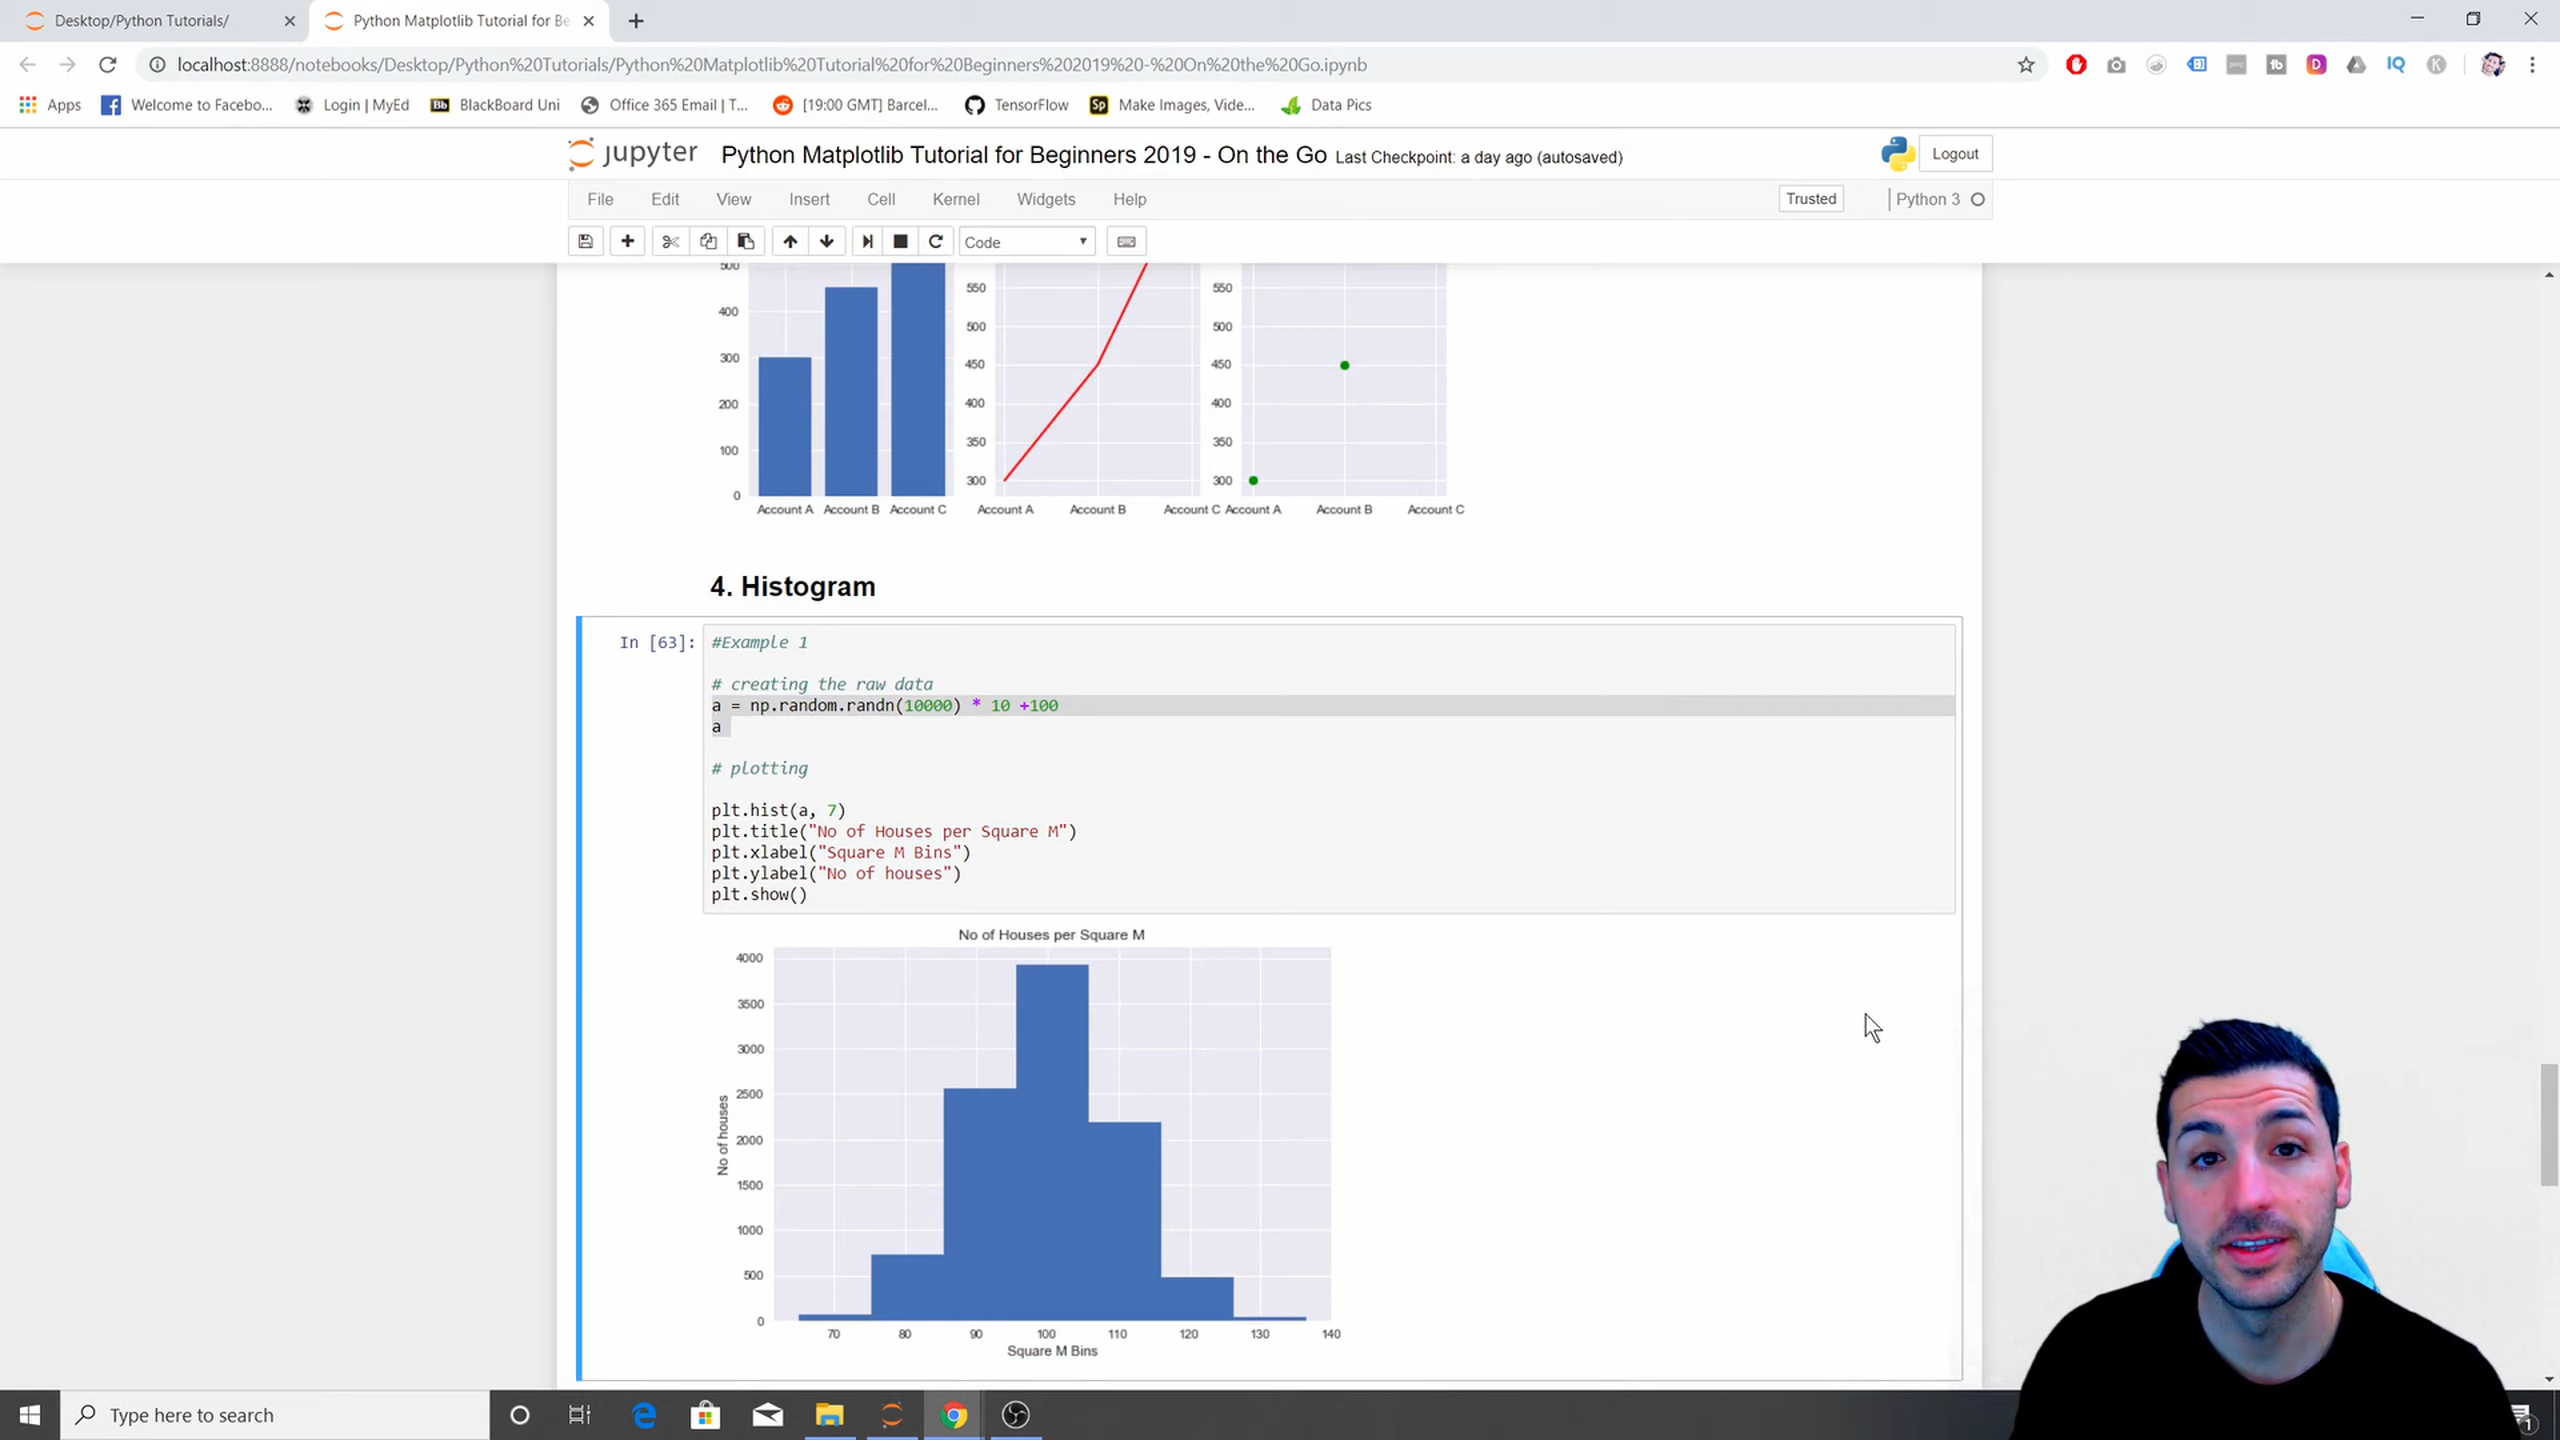 Desktop/Python Tutorials/
Python Matplotlib Tutorial for Be
localhost:8888/notebooks/Desktop/Python%20Tutorials/Python%20Matplotlib%20Tutorial%20for%20Beginners%202019%20-%20On%20the%20Go.ipynb
Apps Welcome to Facebo... Login | MyEd BlackBoard Uni Office 365 Email | T... [19:00 GMT] Barcel... TensorFlow Make Images, Vide... Data Pics
jupyter Python Matplotlib Tutorial for Beginners 2019 - On the Go Last Checkpoint: a day ago (autosaved) Logout
File Edit View Insert Cell Kernel Widgets Help Trusted Python 3
Code
500
400
300
200
100
0
Account A Account B Account C
550
500
450
400
350
300
Account A Account B Account C
550
500
450
400
350
300
Account A Account B Account C
4. Histogram
In [63]: #Example 1
# creating the raw data
a = np.random.randn(10000) * 10 +100
a
# plotting
plt.hist(a, 7)
plt.title("No of Houses per Square M")
plt.xlabel("Square M Bins")
plt.ylabel("No of houses")
plt.show()
No of Houses per Square M
4000
3500
3000
2500
2000
1500
1000
500
0
No of houses
70 80 90 100 110 120 130 140
Square M Bins
Type here to search
1